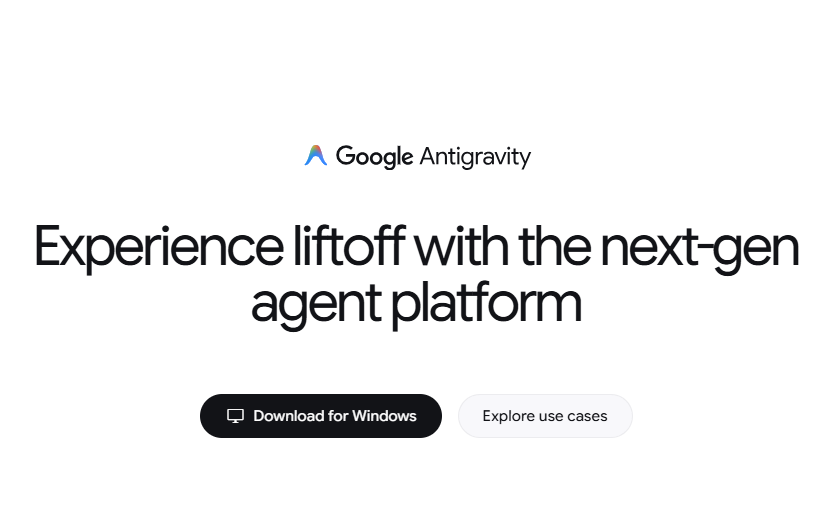 Google Antigravity
Experience liftoff with the next-gen
agent platform
Download for Windows
Explore use cases